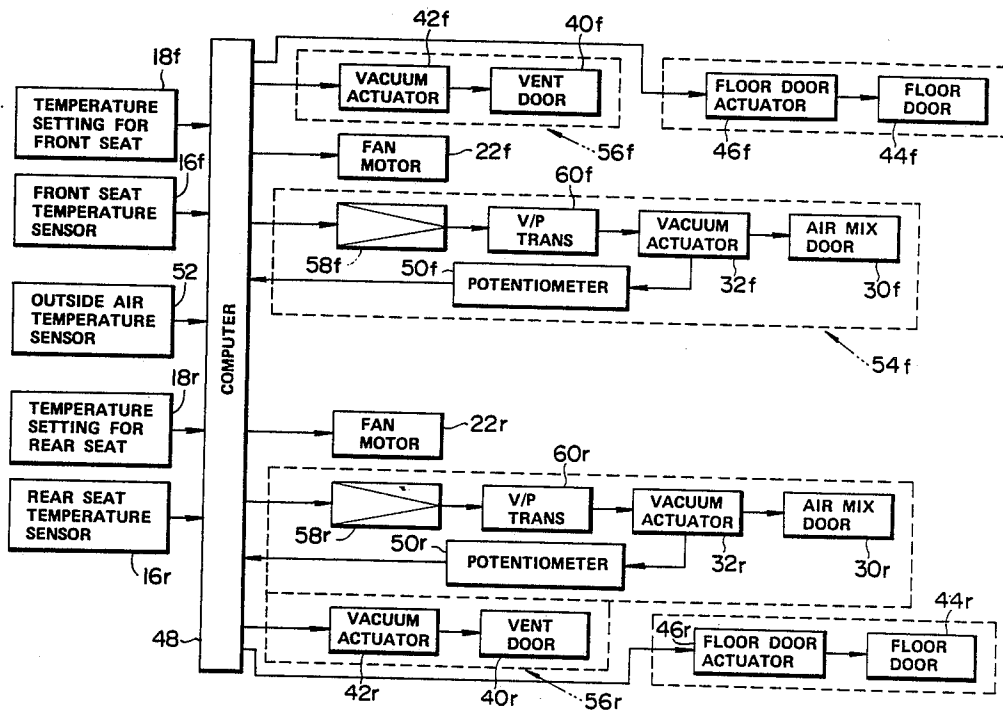 42f
40f
18f
VACUUM
ACTUATOR
VENT
DOOR
FLOOR DOOR
ACTUATOR
FLOOR
DOOR
TEMPERATURE
SETTING FOR
FRONT SEAT
56f
46f
44f
FAN
MOTOR
22f
16f
60f
FRONT SEAT
TEMPERATURE
SENSOR
V/P
TRANS
VACUUM
ACTUATOR
AIR MIX
DOOR
58f
50f
POTENTIOMETER
32f
30f
52
OUTSIDE AIR
TEMPERATURE
SENSOR
COMPUTER
54f
18r
TEMPERATURE
SETTING FOR
REAR SEAT
FAN
MOTOR
22r
60r
REAR SEAT
TEMPERATURE
SENSOR
V/P
TRANS
VACUUM
ACTUATOR
AIR MIX
DOOR
58r
50r
POTENTIOMETER
32r
30r
16r
44r
48
VACUUM
ACTUATOR
VENT
DOOR
46r
FLOOR DOOR
ACTUATOR
FLOOR
DOOR
42r
40r
56r